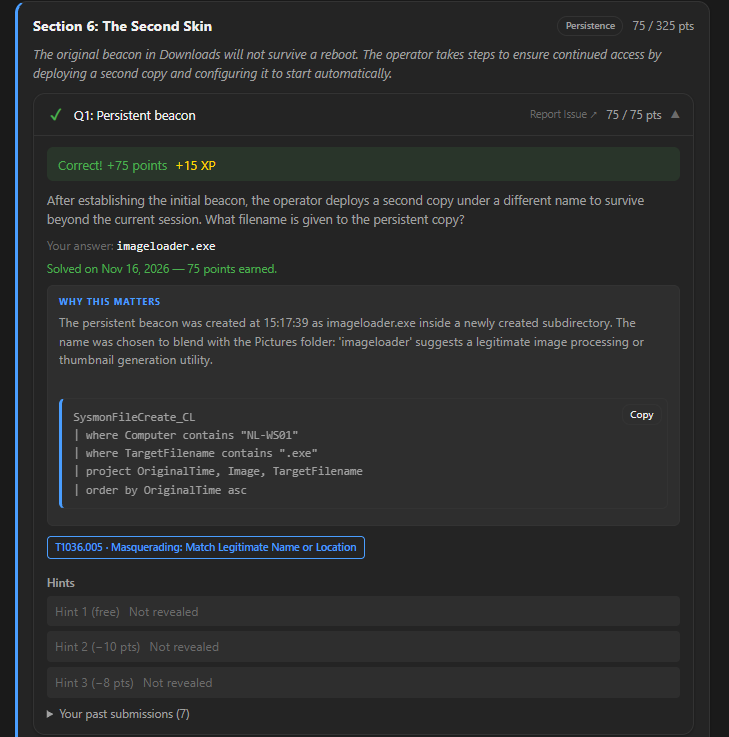 Section 6: The Second Skin
Persistence
75 / 325 pts
The original beacon in Downloads will not survive a reboot. The operator takes steps to ensure continued access by
deploying a second copy and configuring it to start automatically.
✓ Q1: Persistent beacon
Report Issue ↗ 75 / 75 pts ▲
Correct! +75 points +15 XP
After establishing the initial beacon, the operator deploys a second copy under a different name to survive
beyond the current session. What filename is given to the persistent copy?
Your answer: imageloader.exe
Solved on Nov 16, 2026 — 75 points earned.
WHY THIS MATTERS
The persistent beacon was created at 15:17:39 as imageloader.exe inside a newly created subdirectory. The
name was chosen to blend with the Pictures folder: 'imageloader' suggests a legitimate image processing or
thumbnail generation utility.
Copy
SysmonFileCreate_CL
| where Computer contains "NL-WS01"
| where TargetFilename contains ".exe"
| project OriginalTime, Image, TargetFilename
| order by OriginalTime asc
T1036.005 · Masquerading: Match Legitimate Name or Location
Hints
Hint 1 (free) Not revealed
Hint 2 (−10 pts) Not revealed
Hint 3 (−8 pts) Not revealed
▶ Your past submissions (7)